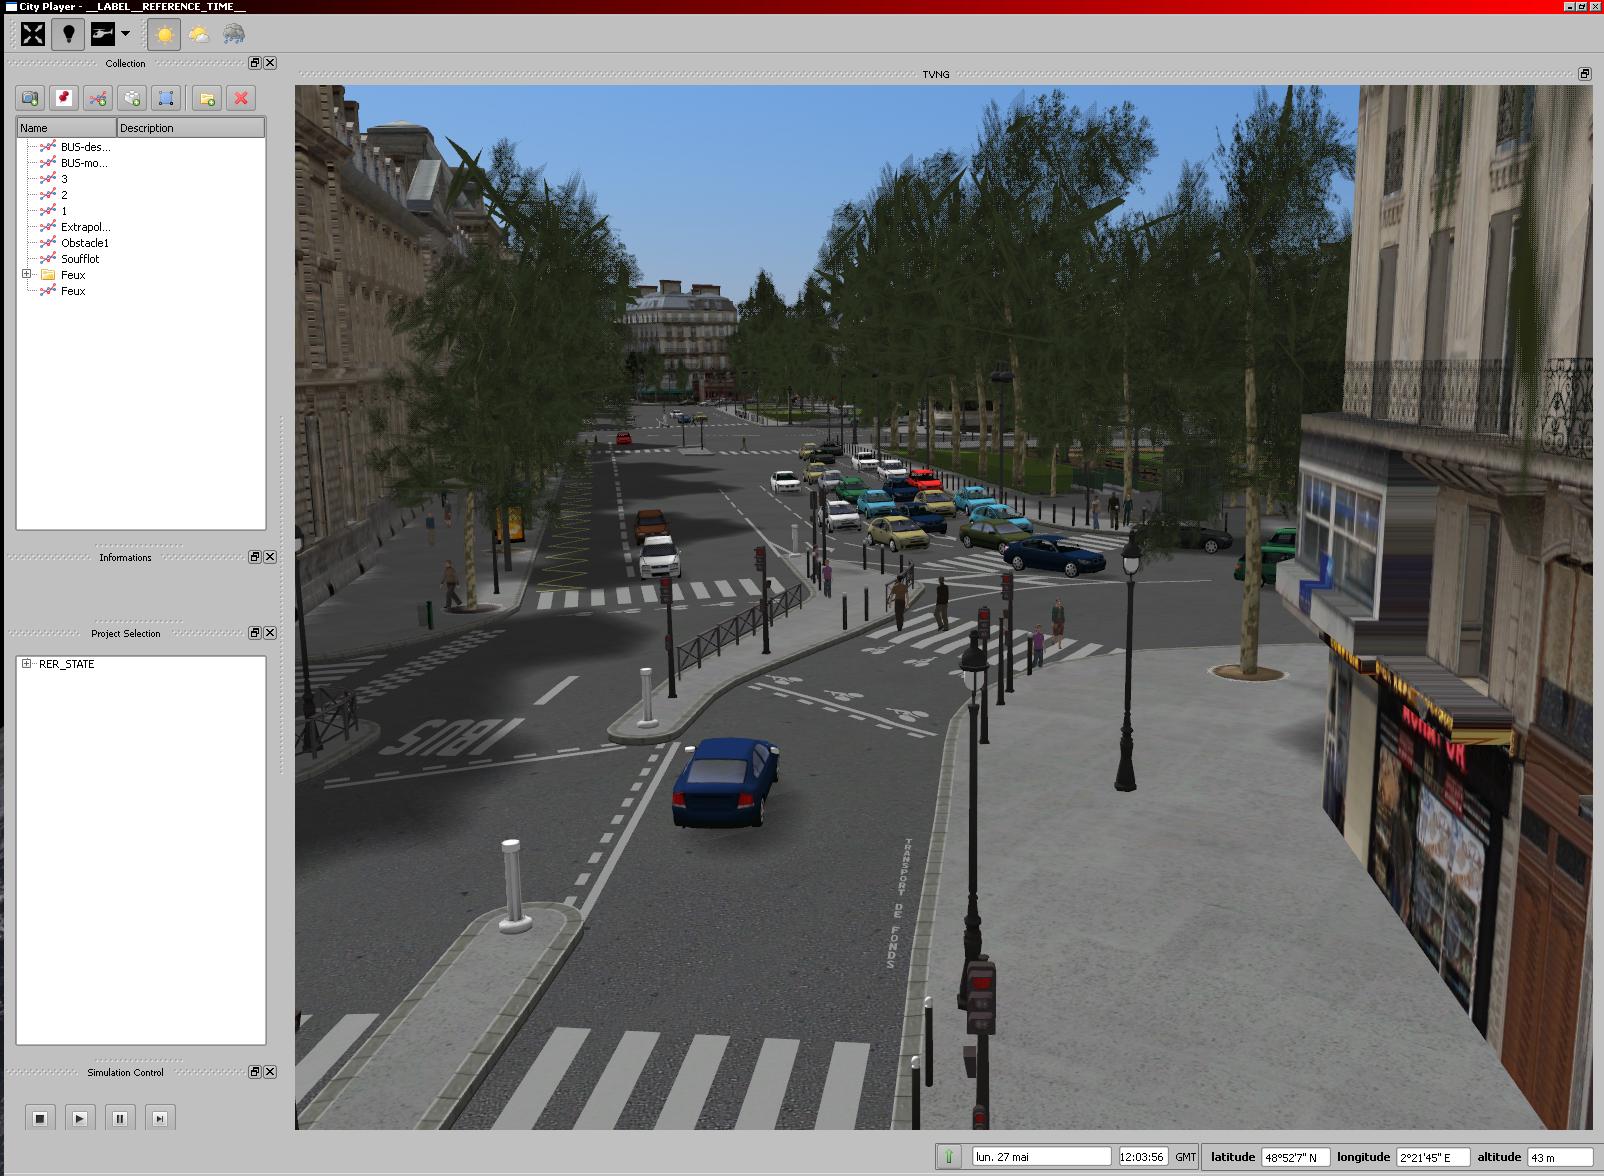 City Player - __LABEL__REFERENCE_TIME__
Collection
TVNG
Name Description
BUS-des...
BUS-mo...
3
2
1
Extrapol...
Obstacle1
Soufflot
Feux
Feux
Informations
Project Selection
RER_STATE
BUS
TRANSPORT DE FONDS
Simulation Control
lun. 27 mai 12:03:56 GMT latitude 48°52'7" N longitude 2°21'45" E altitude 43 m